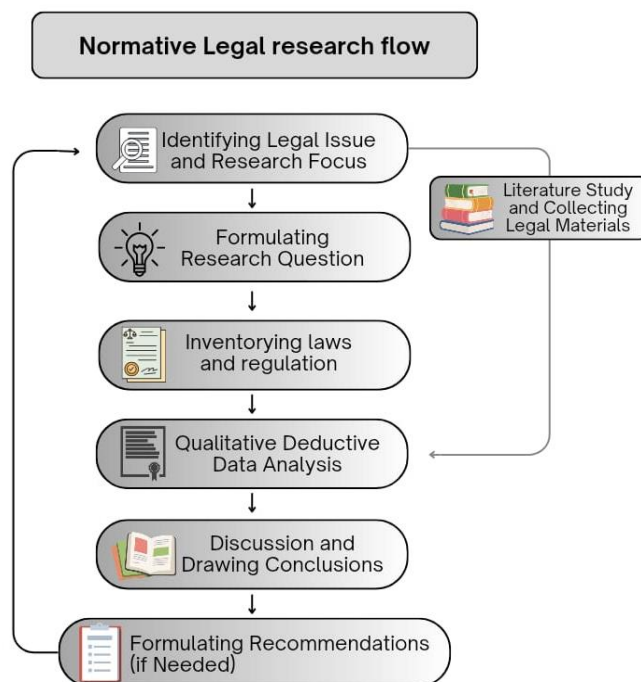 Normative Legal research flow
Identifying Legal Issue
and Research Focus
Literature Study
and Collecting
Legal Materials
Formulating
Research Question
Inventorying laws
and regulation
Qualitative Deductive
Data Analysis
Discussion and
Drawing Conclusions
Formulating Recommendations
(if Needed)